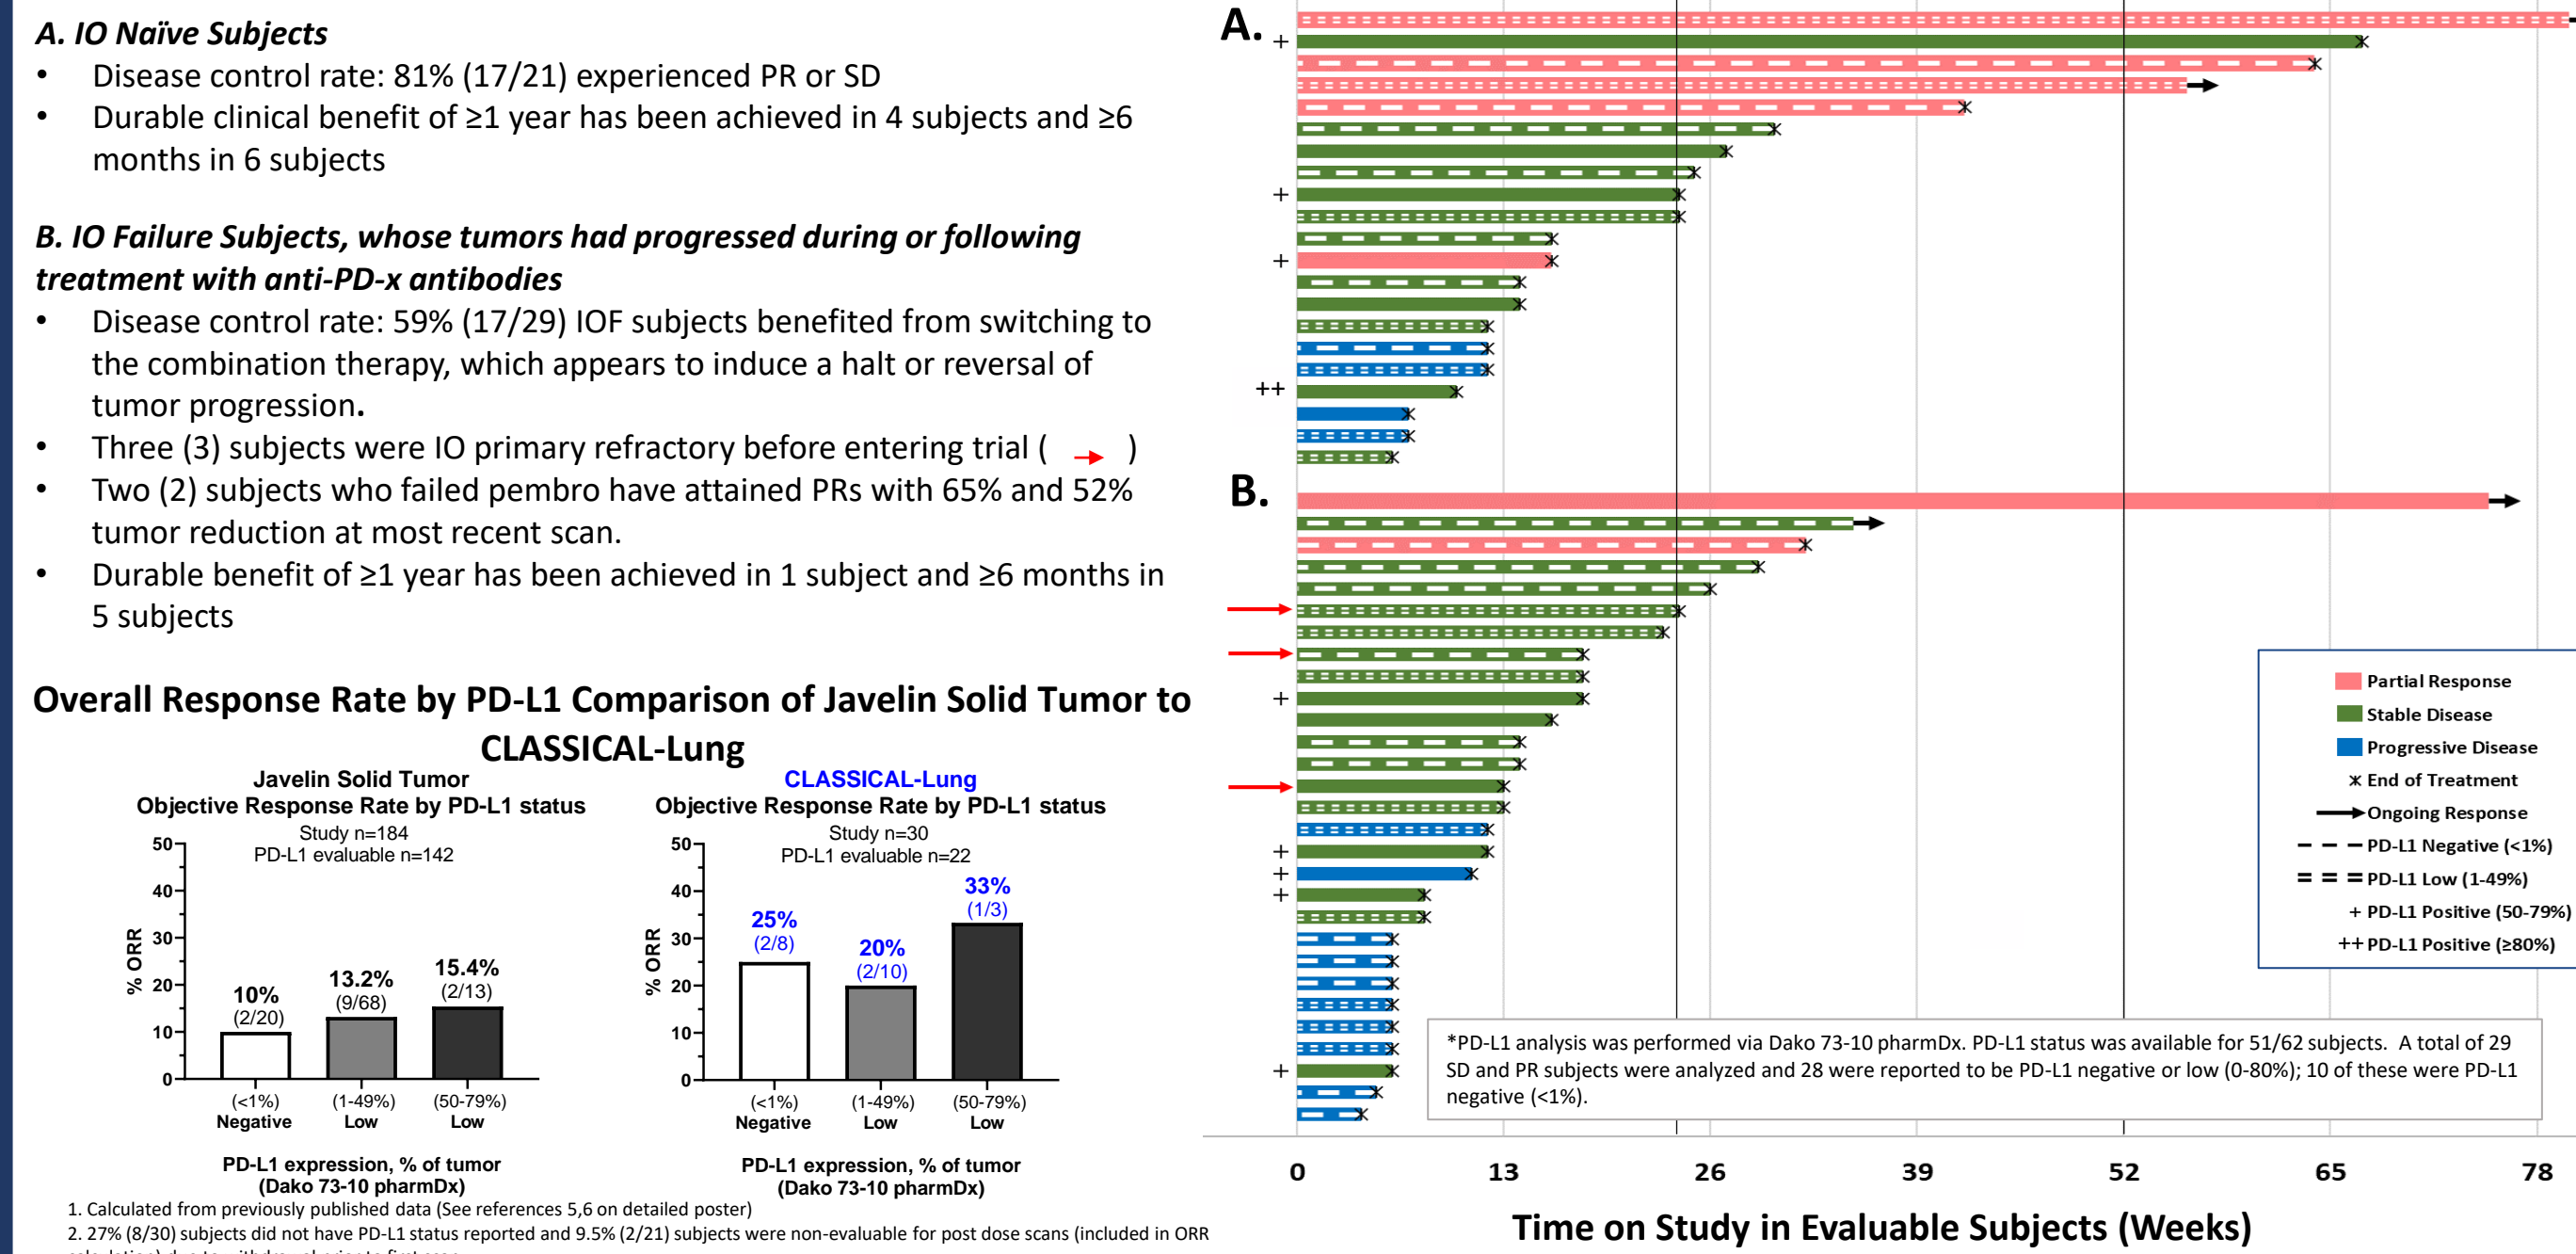 A. IO Naïve Subjects
• Disease control rate: 81% (17/21) experienced PR or SD
• Durable clinical benefit of ≥1 year has been achieved in 4 subjects and ≥6
months in 6 subjects
B. IO Failure Subjects, whose tumors had progressed during or following
treatment with anti-PD-x antibodies
• Disease control rate: 59% (17/29) IOF subjects benefited from switching to
the combination therapy, which appears to induce a halt or reversal of
tumor progression.
• Three (3) subjects were IO primary refractory before entering trial ( → )
• Two (2) subjects who failed pembro have attained PRs with 65% and 52%
tumor reduction at most recent scan.
• Durable benefit of ≥1 year has been achieved in 1 subject and ≥6 months in
5 subjects
Overall Response Rate by PD-L1 Comparison of Javelin Solid Tumor to
CLASSICAL-Lung
Javelin Solid Tumor
Objective Response Rate by PD-L1 status
Study n=184
PD-L1 evaluable n=142
50
40
30
20
10
0
% ORR
10%
(2/20)
13.2%
(9/68)
15.4%
(2/13)
(<1%)
Negative
(1-49%)
Low
(50-79%)
Low
PD-L1 expression, % of tumor
(Dako 73-10 pharmDx)
CLASSICAL-Lung
Objective Response Rate by PD-L1 status
Study n=30
PD-L1 evaluable n=22
50
40
30
20
10
0
% ORR
25%
(2/8)
20%
(2/10)
33%
(1/3)
(<1%)
Negative
(1-49%)
Low
(50-79%)
Low
PD-L1 expression, % of tumor
(Dako 73-10 pharmDx)
1. Calculated from previously published data (See references 5,6 on detailed poster)
2. 27% (8/30) subjects did not have PD-L1 status reported and 9.5% (2/21) subjects were non-evaluable for post dose scans (included in ORR
A.
+
+
+
++
B.
+
+
+
+
+
Partial Response
Stable Disease
Progressive Disease
End of Treatment
Ongoing Response
PD-L1 Negative (<1%)
PD-L1 Low (1-49%)
+ PD-L1 Positive (50-79%)
++ PD-L1 Positive (≥80%)
*PD-L1 analysis was performed via Dako 73-10 pharmDx. PD-L1 status was available for 51/62 subjects. A total of 29
SD and PR subjects were analyzed and 28 were reported to be PD-L1 negative or low (0-80%); 10 of these were PD-L1
negative (<1%).
0 13 26 39 52 65 78
Time on Study in Evaluable Subjects (Weeks)